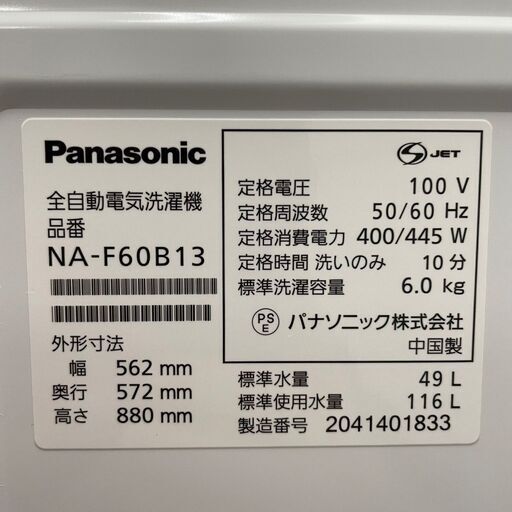 Panasonic
全自動電気洗濯機
品番
NA-F60B13
外形寸法
幅 562 mm
奥行 572 mm
高さ 880 mm
JET
定格電圧 100 V
定格周波数 50/60 Hz
定格消費電力 400/445 W
定格時間 洗いのみ 10 分
標準洗濯容量 6.0 kg
PS
E パナソニック株式会社
中国製
標準水量 49 L
標準使用水量 116 L
製造番号 2041401833